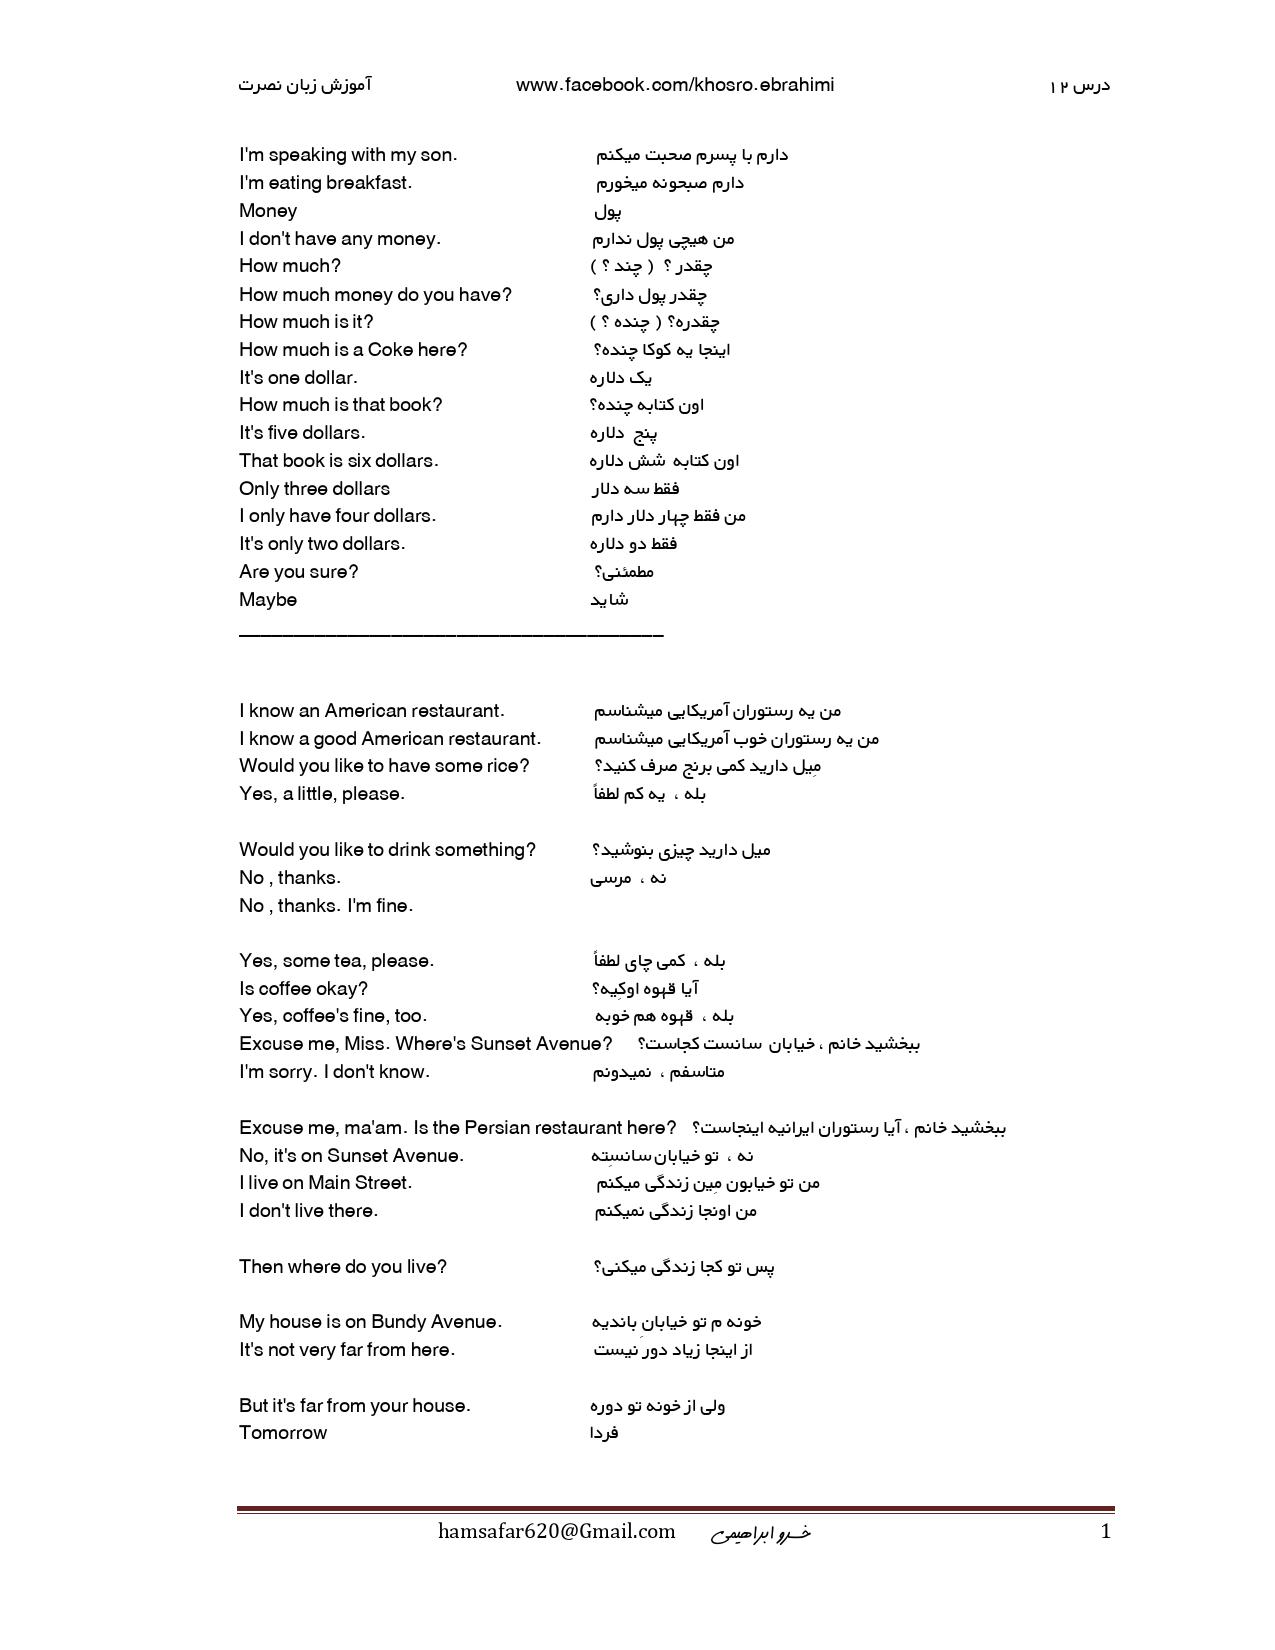 آموزش زبان نصرت www.facebook.com/khosro.ebrahimi درس ۱۲
I'm speaking with my son. دارم با پسرم صحبت میکنم
I'm eating breakfast. دارم صبحونه میخورم
Money پول
I don't have any money. من هیچی پول ندارم
How much? چقدر ؟ ( چند ؟ )
How much money do you have? چقدر پول داری؟
How much is it? چقدره؟ ( چنده ؟ )
How much is a Coke here? اینجا یه کوکا چنده؟
It's one dollar. یک دلاره
How much is that book? اون کتابه چنده؟
It's five dollars. پنج دلاره
That book is six dollars. اون کتابه شش دلاره
Only three dollars فقط سه دلار
I only have four dollars. من فقط چهار دلار دارم
It's only two dollars. فقط دو دلاره
Are you sure? مطمئنی؟
Maybe شاید
I know an American restaurant. من یه رستوران آمریکایی میشناسم
I know a good American restaurant. من یه رستوران خوب آمریکایی میشناسم
Would you like to have some rice? مِیل دارید کمی برنج صرف کنید؟
Yes, a little, please. بله ، یه کم لطفاً
Would you like to drink something? میل دارید چیزی بنوشید؟
No , thanks. نه ، مرسی
No , thanks. I'm fine.
Yes, some tea, please. بله ، کمی چای لطفاً
Is coffee okay? آیا قهوه اوکِیه؟
Yes, coffee's fine, too. بله ، قهوه هم خوبه
Excuse me, Miss. Where's Sunset Avenue? ببخشید خانم ، خیابان سانست کجاست؟
I'm sorry. I don't know. متاسفم ، نمیدونم
Excuse me, ma'am. Is the Persian restaurant here? ببخشید خانم ، آیا رستوران ایرانیه اینجاست؟
No, it's on Sunset Avenue. نه ، تو خیابان سانسِته
I live on Main Street. من تو خیابون مِین زندگی میکنم
I don't live there. من اونجا زندگی نمیکنم
Then where do you live? پس تو کجا زندگی میکنی؟
My house is on Bundy Avenue. خونه م تو خیابانِ باندیه
It's not very far from here. از اینجا زیاد دور نیست
But it's far from your house. ولی از خونه تو دوره
Tomorrow فردا
hamsafar620@Gmail.com خسرو ابراهیمی 1